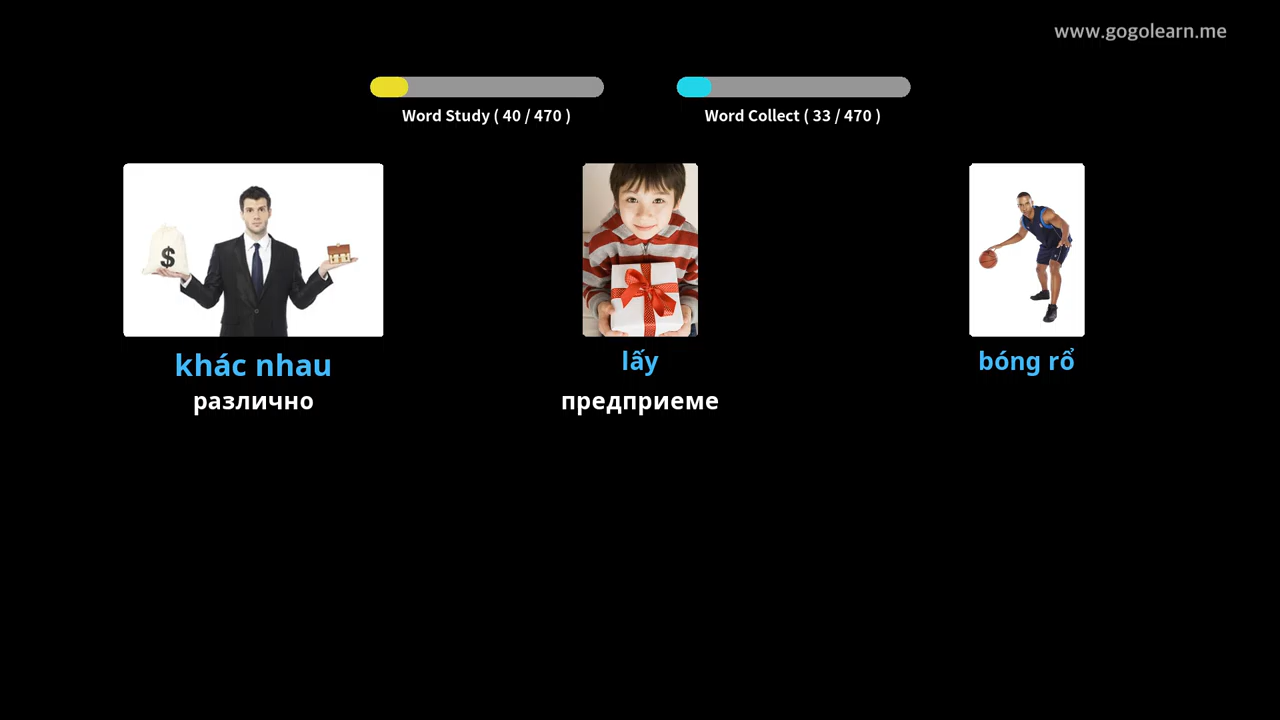 www.gogolearn.me
Word Study ( 40 / 470 )
Word Collect ( 33 / 470 )
$
khác nhau
различно
lấy
предприеме
bóng rổ